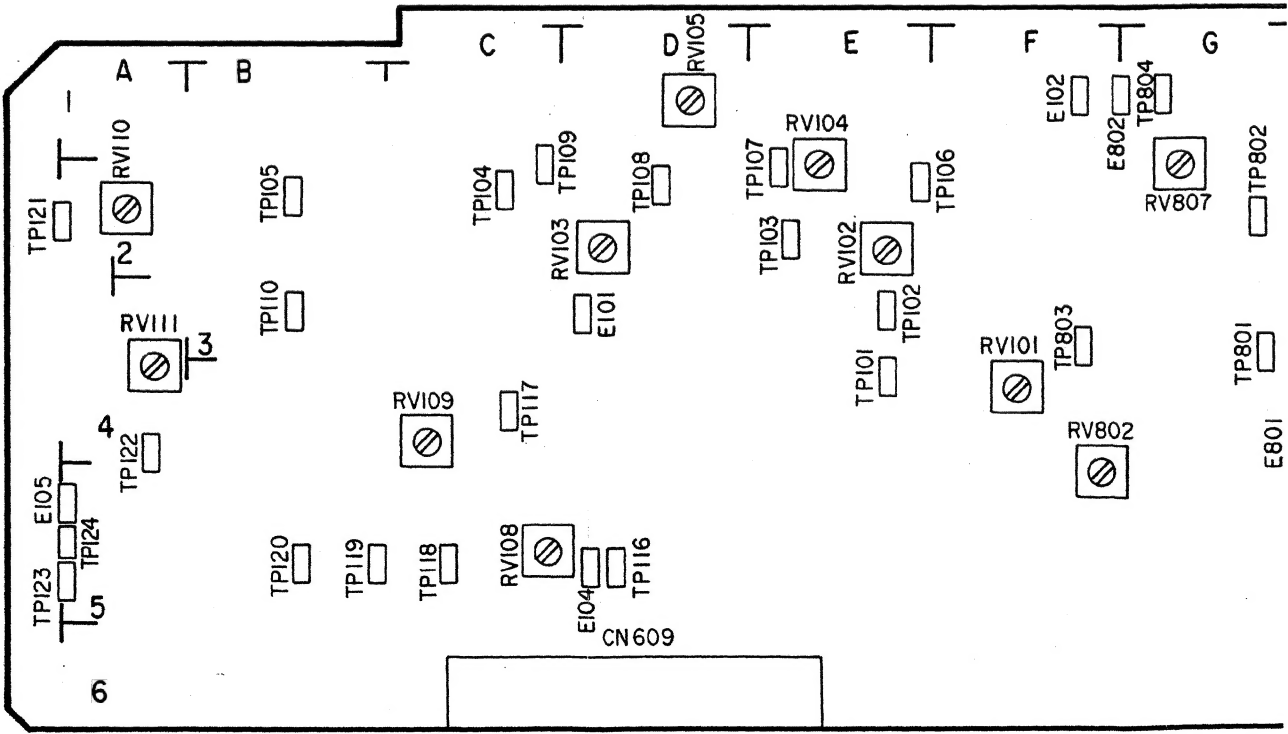 A
B
C
D
E
F
G
1
RV105
E102
E802
TP804
RV110
RV104
TP109
TP107
TP106
TP802
TP121
TP105
TP104
TP108
RV807
2
RV103
TP103
RV102
TP110
E101
TP102
TP803
RV111
3
RV101
TP801
TP101
RV109
TP117
4
TP122
RV802
E801
E105
TP124
TP123
5
TP120
TP119
TP118
RV108
E104
TP116
CN609
6